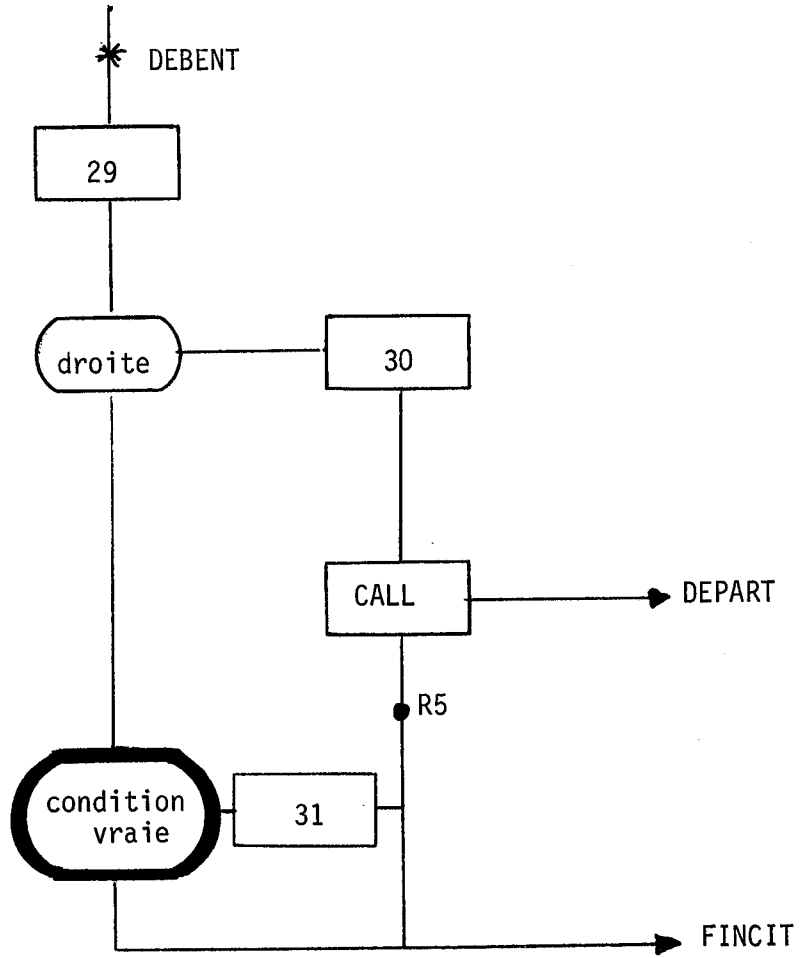 DEBENT
29
droite
30
CALL
DEPART
R5
condition
vraie
31
FINCIT